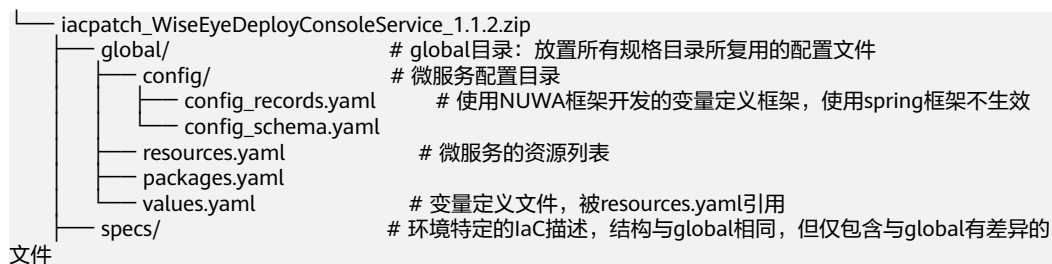 └── iacpatch_WiseEyeDeployConsoleService_1.1.2.zip
├── global/ # global目录：放置所有规格目录所复用的配置文件
│ ├── config/ # 微服务配置目录
│ │ ├── config_records.yaml # 使用NUWA框架开发的变量定义框架，使用spring框架不生效
│ │ └── config_schema.yaml
│ ├── resources.yaml # 微服务的资源列表
│ ├── packages.yaml
│ └── values.yaml # 变量定义文件，被resources.yaml引用
├── specs/ # 环境特定的IaC描述，结构与global相同，但仅包含与global有差异的
文件